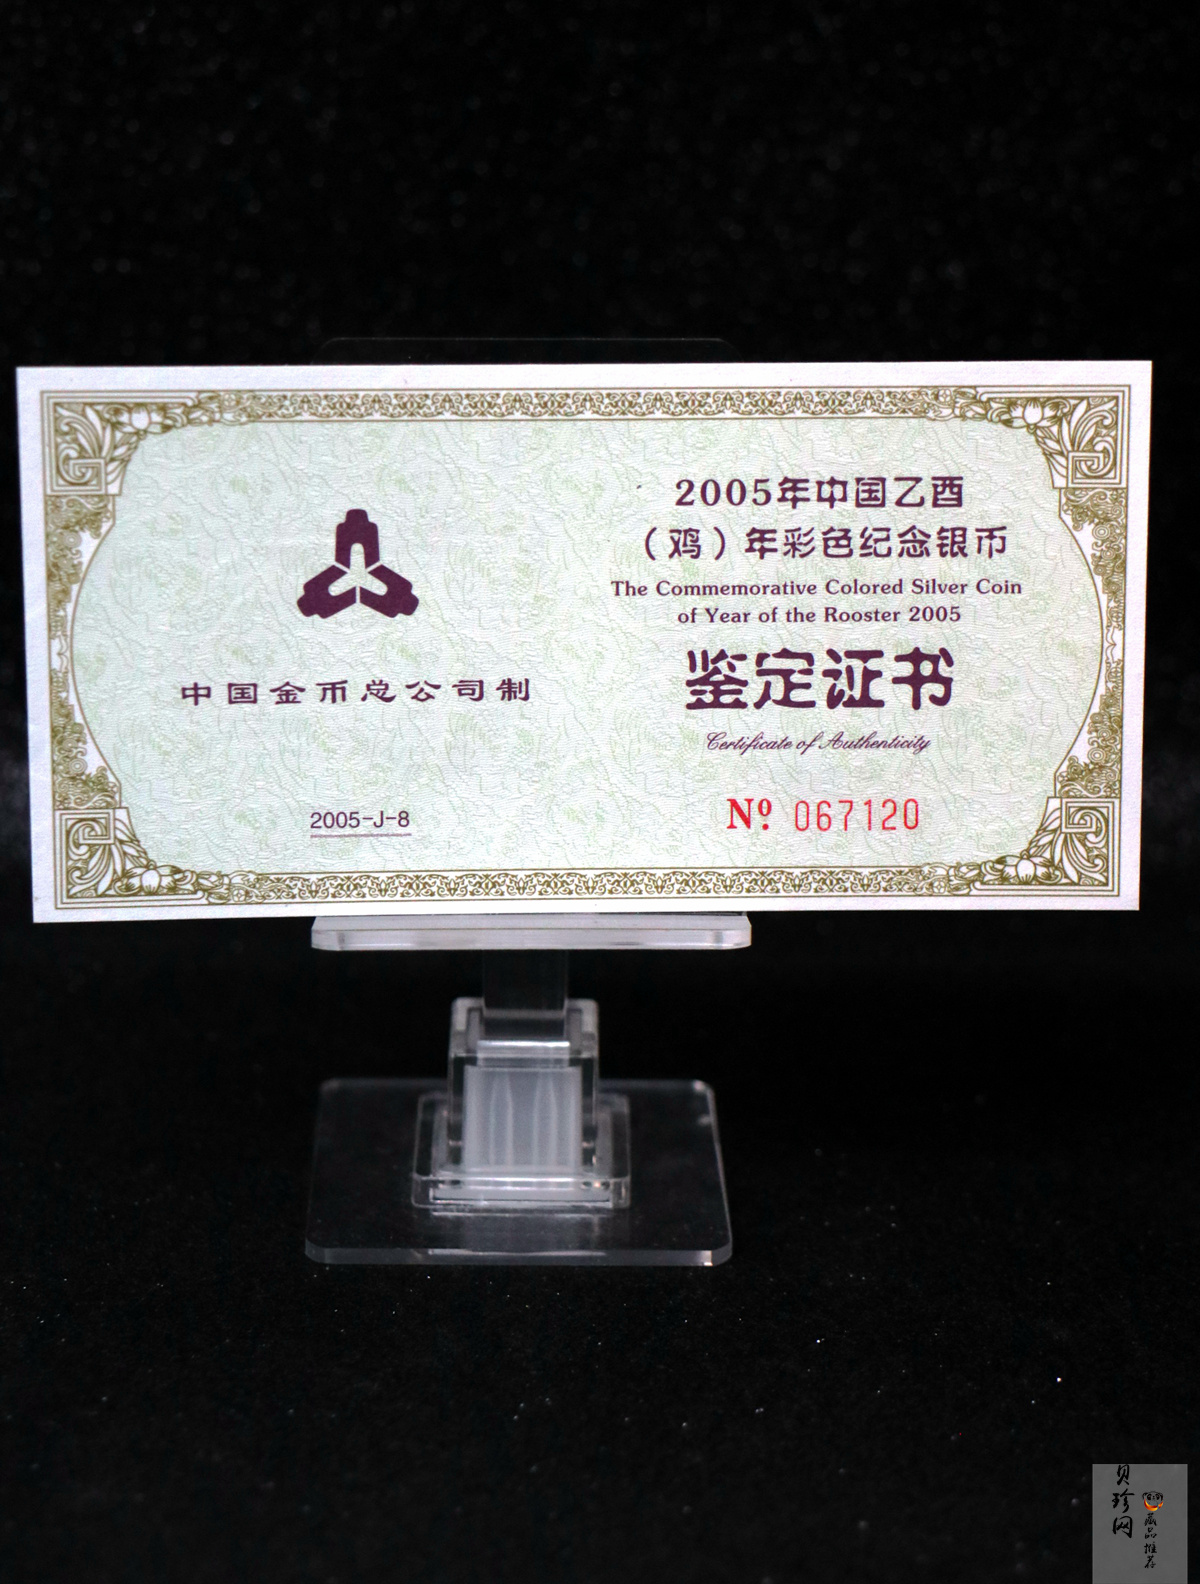 中国金币总公司制
2005-J-8
2005年中国乙酉
（鸡）年彩色纪念银币
The Commemorative Colored Silver Coin
of Year of the Rooster 2005
鉴定证书
Certificate of Authenticity
Nº 067120
贝珍网
藏品推荐